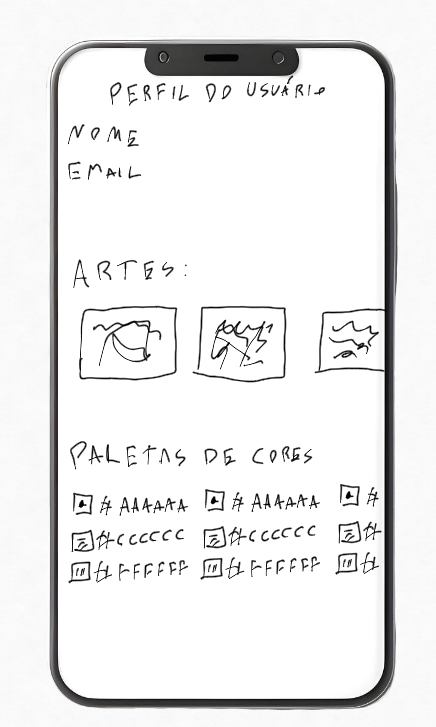 PERFIL DO USUÁRIO
NOME
EMAIL
ARTES:
PALETAS DE CORES
#AAAAAA #AAAAAA #
#CCCCCC #CCCCCC #
#FFFFFF #FFFFFF #